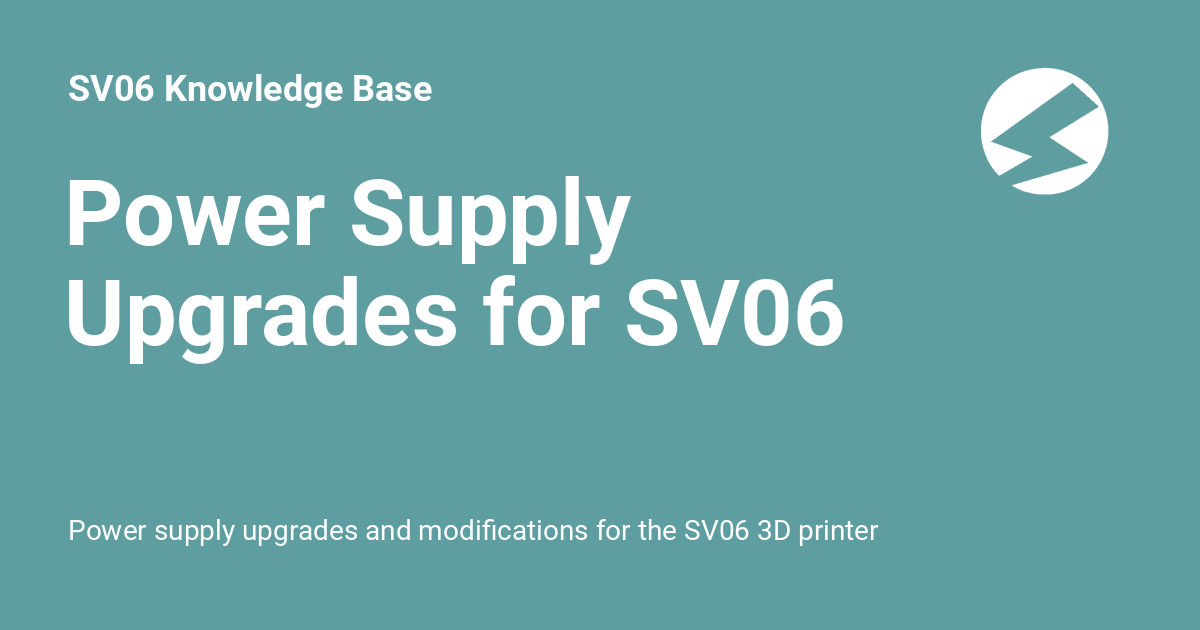 SV06 Knowledge Base
Power Supply
Upgrades for SV06
Power supply upgrades and modifications for the SV06 3D printer